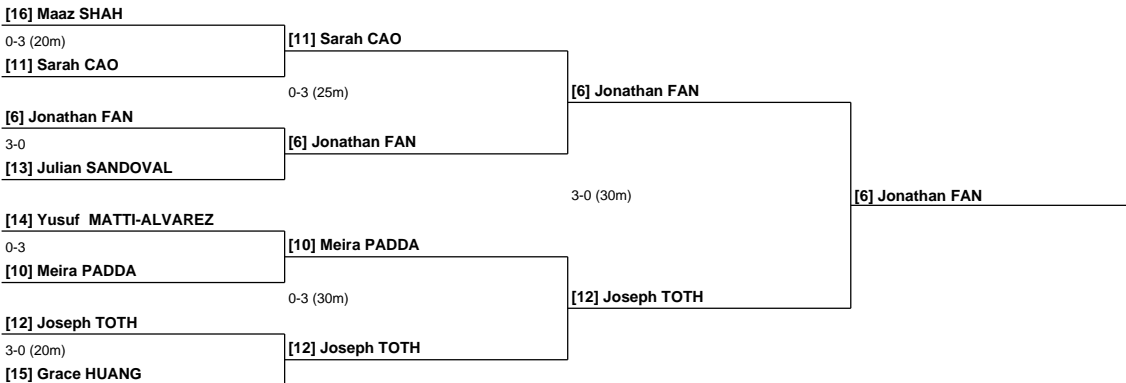 [16] Maaz SHAH
0-3 (20m)
[11] Sarah CAO
[11] Sarah CAO
0-3 (25m)
[6] Jonathan FAN
[6] Jonathan FAN
3-0
[6] Jonathan FAN
[13] Julian SANDOVAL
3-0 (30m)
[6] Jonathan FAN
[14] Yusuf MATTI-ALVAREZ
0-3
[10] Meira PADDA
[10] Meira PADDA
0-3 (30m)
[12] Joseph TOTH
[12] Joseph TOTH
3-0 (20m)
[12] Joseph TOTH
[15] Grace HUANG